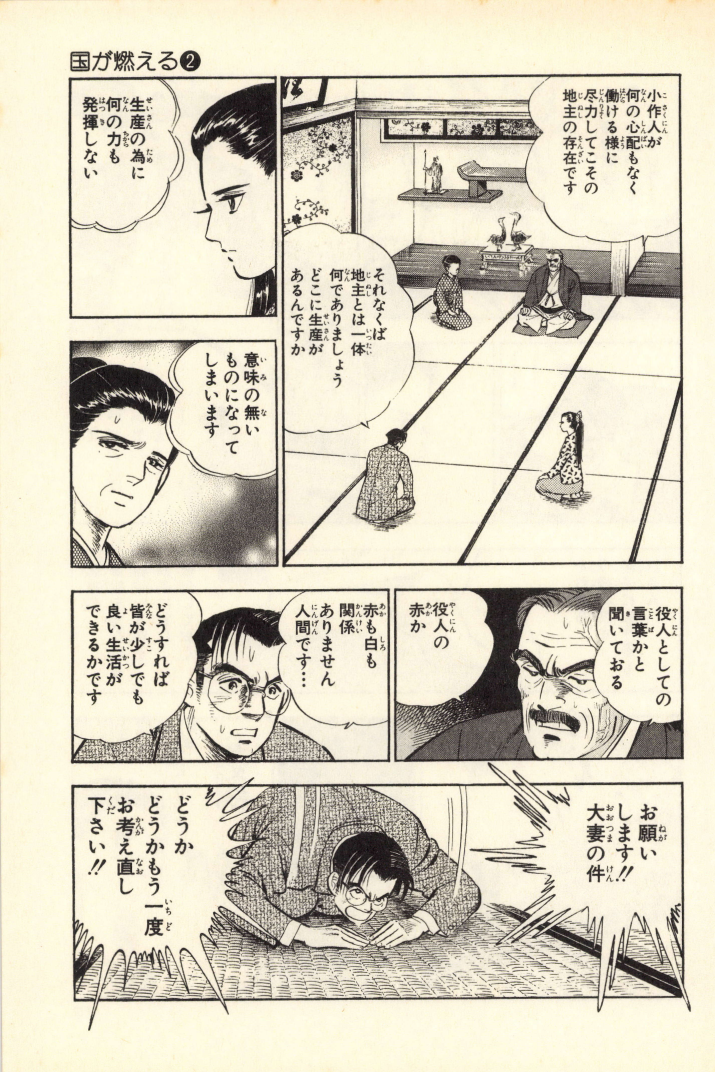 国が燃える❷
小作人が
何の心配もなく
働ける様に
尽力してこその
地主の存在です
それなくば
地主とは一体
何でありましょう
どこに生産が
あるんですか
生産の為に
何の力も
発揮しない
意味の無い
ものになって
しまいます
役人としての
言葉かと
聞いておる
役人の
赤か
赤も白も
関係
ありません
人間です…
どうすれば
皆が少しでも
良い生活が
できるかです
お願い
します!!
大妻の件
どうか
どうかもう一度
お考え直し
下さい!!